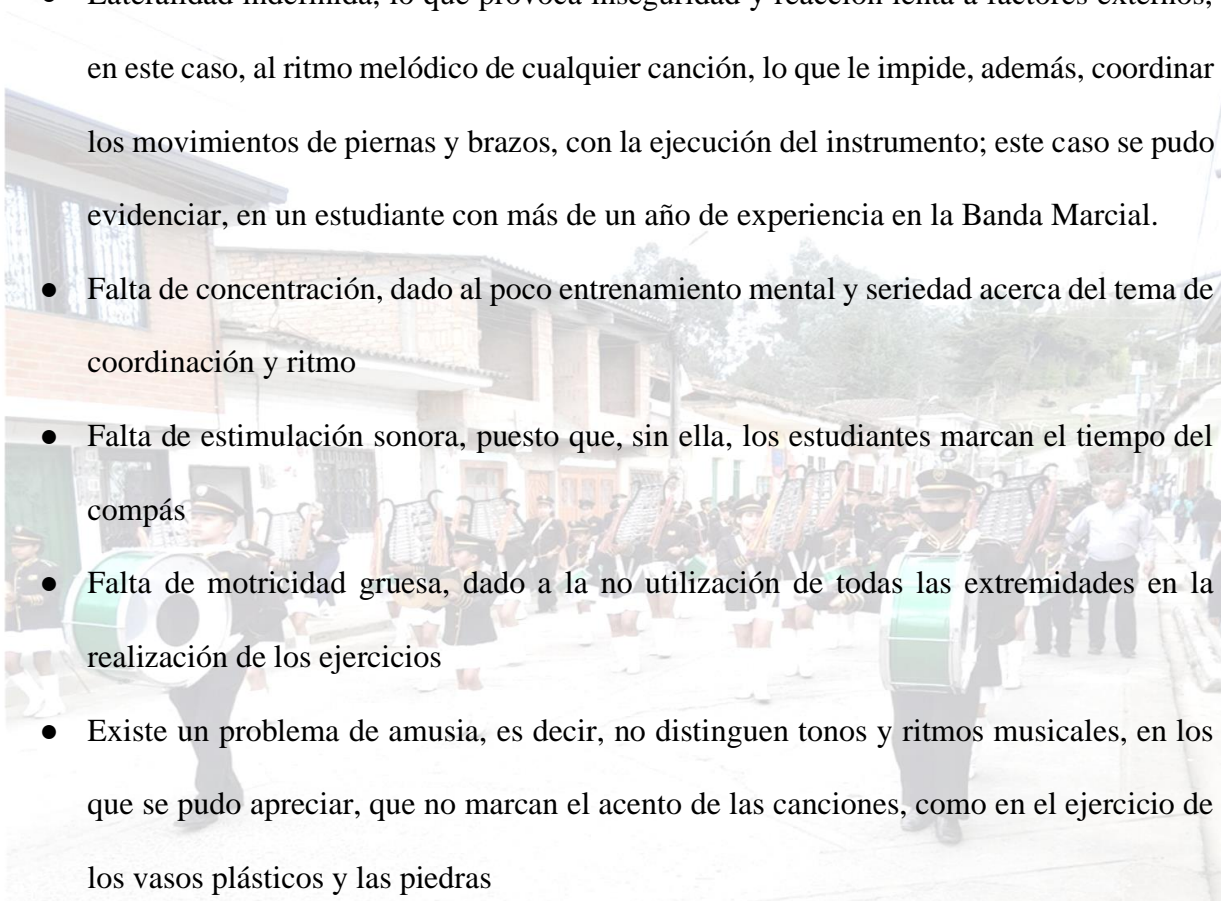 ● Lateralidad indefinida, lo que provoca inseguridad y reacción lenta a factores externos,
en este caso, al ritmo melódico de cualquier canción, lo que le impide, además, coordinar
los movimientos de piernas y brazos, con la ejecución del instrumento; este caso se pudo
evidenciar, en un estudiante con más de un año de experiencia en la Banda Marcial.
● Falta de concentración, dado al poco entrenamiento mental y seriedad acerca del tema de
coordinación y ritmo
● Falta de estimulación sonora, puesto que, sin ella, los estudiantes marcan el tiempo del
compás
● Falta de motricidad gruesa, dado a la no utilización de todas las extremidades en la
realización de los ejercicios
● Existe un problema de amusia, es decir, no distinguen tonos y ritmos musicales, en los
que se pudo apreciar, que no marcan el acento de las canciones, como en el ejercicio de
los vasos plásticos y las piedras